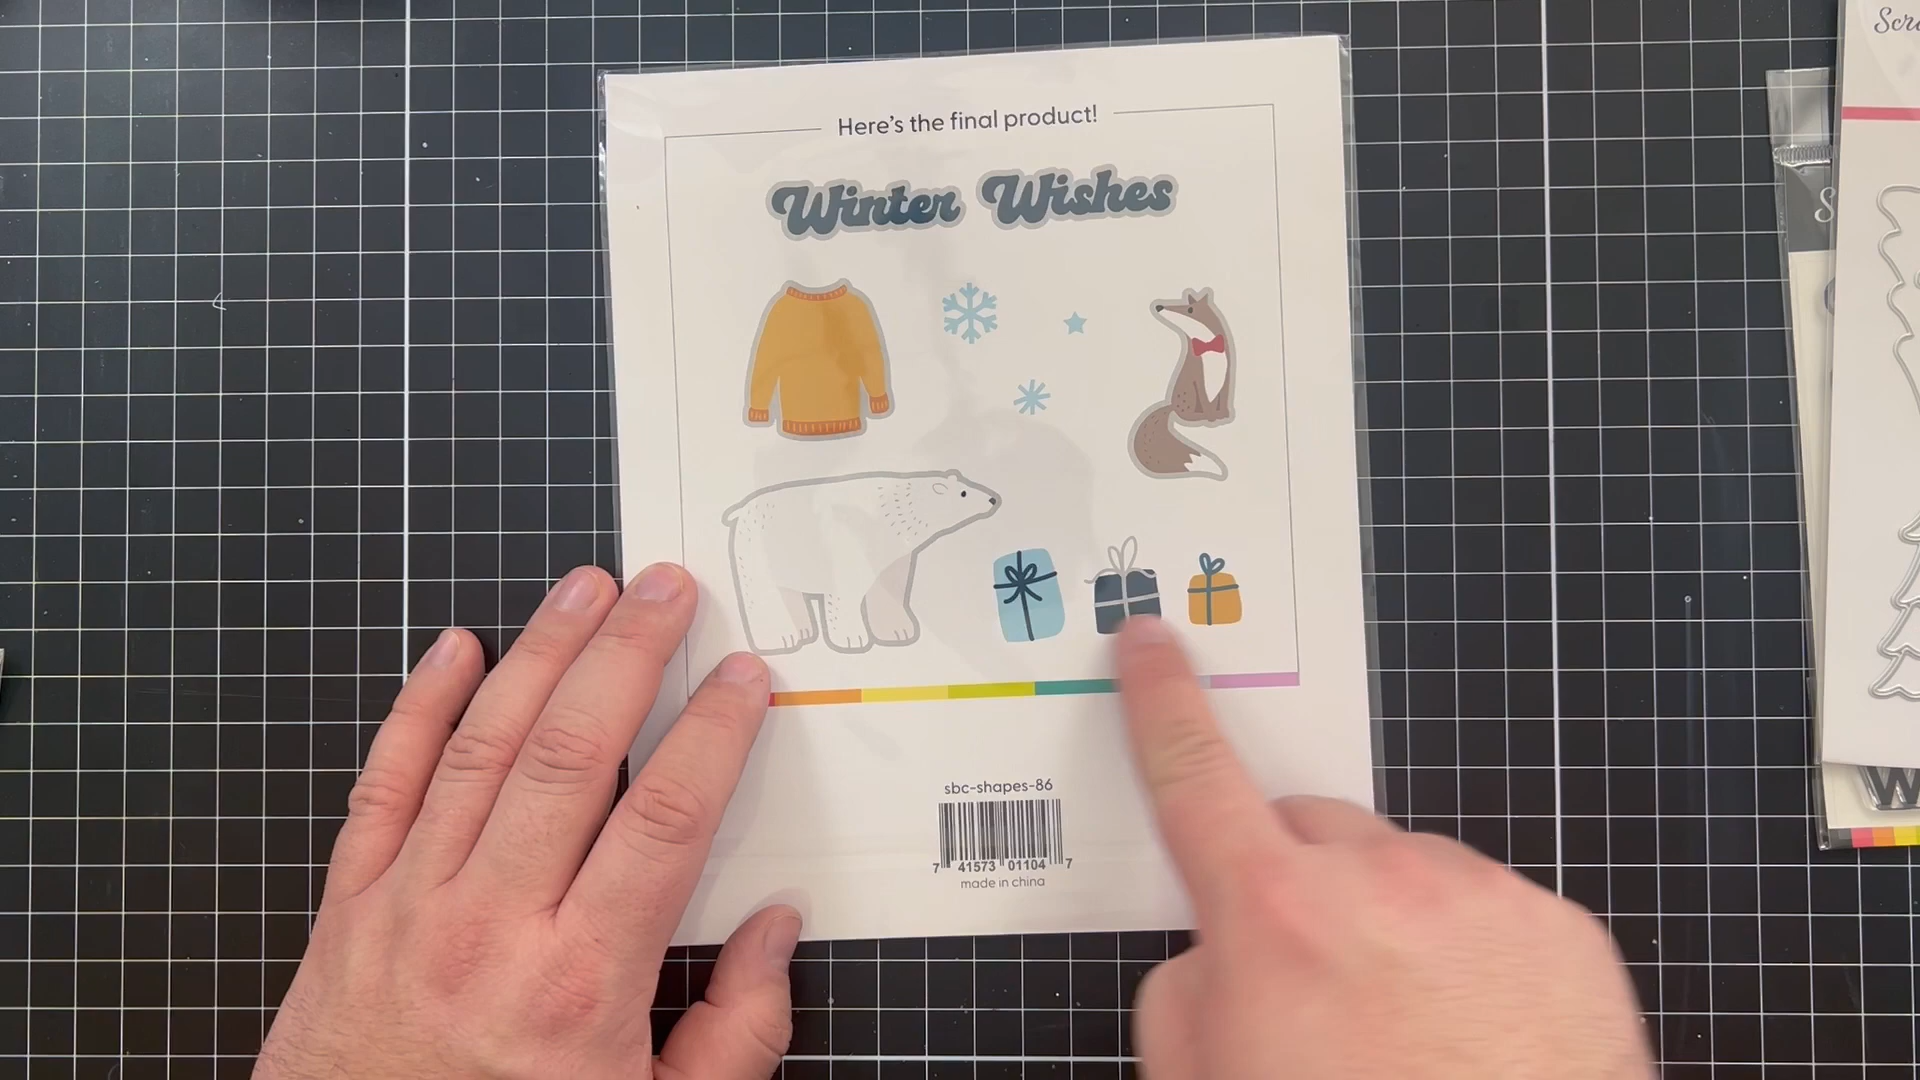 Here's the final product!
Winter Wishes
sbc-shapes-86
7 41573 01104 7
made in china